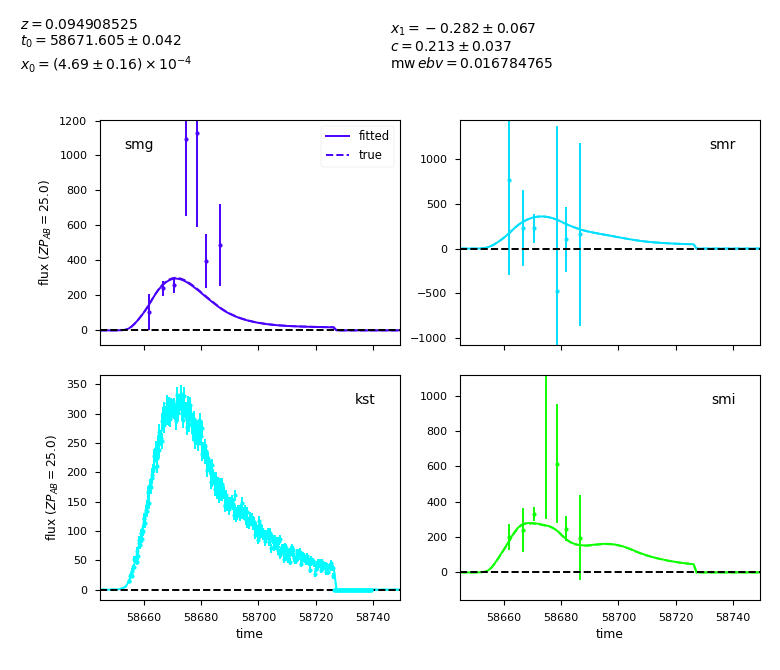 z = 0.094908525
t₀ = 58671.605 ± 0.042
x₀ = (4.69 ± 0.16) × 10⁻⁴
x₁ = −0.282 ± 0.067
c = 0.213 ± 0.037
mw ebv = 0.016784765
1200
1000
800
600
400
200
0
flux (ZP_AB = 25.0)
smg
fitted
true
1000
500
0
−500
−1000
smr
350
300
250
200
150
100
50
0
flux (ZP_AB = 25.0)
kst
58660 58680 58700 58720 58740
time
1000
800
600
400
200
0
smi
58660 58680 58700 58720 58740
time